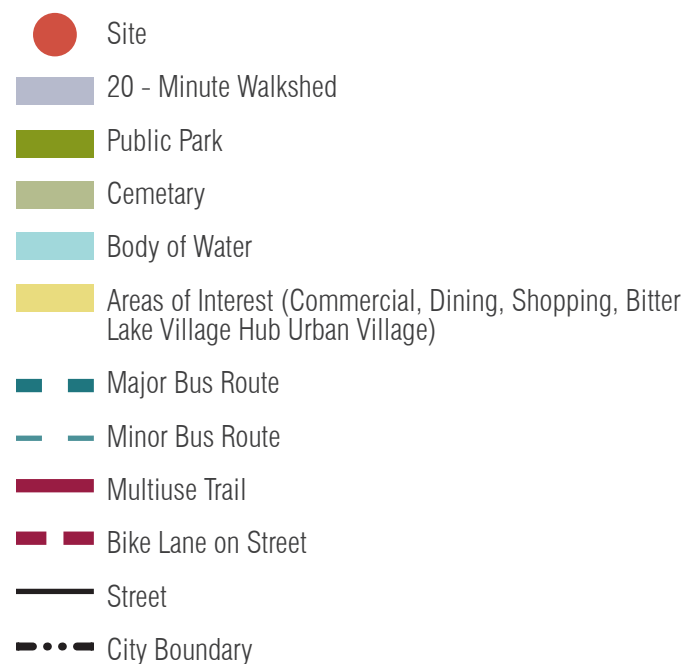 Site
20 - Minute Walkshed
Public Park
Cemetary
Body of Water
Areas of Interest (Commercial, Dining, Shopping, Bitter
Lake Village Hub Urban Village)
Major Bus Route
Minor Bus Route
Multiuse Trail
Bike Lane on Street
Street
City Boundary